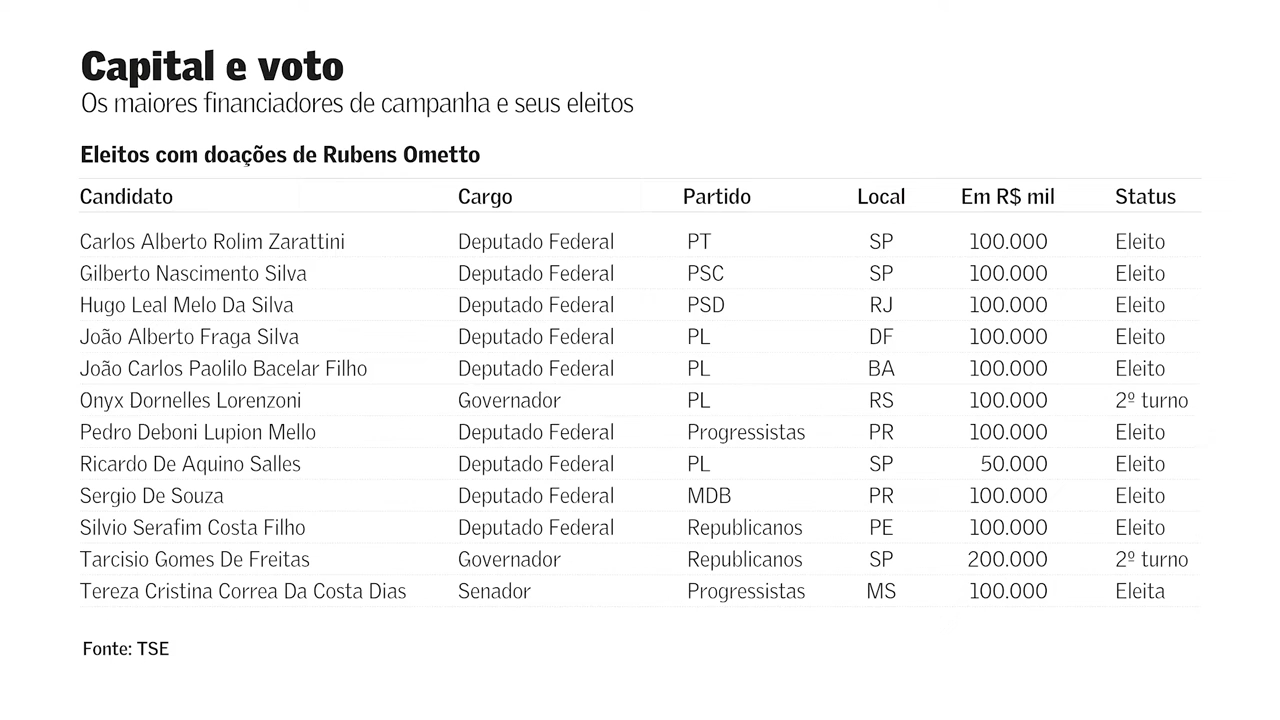 Capital e voto
Os maiores financiadores de campanha e seus eleitos
Eleitos com doações de Rubens Ometto
Candidato Cargo Partido Local Em R$ mil Status
Carlos Alberto Rolim Zarattini Deputado Federal PT SP 100.000 Eleito
Gilberto Nascimento Silva Deputado Federal PSC SP 100.000 Eleito
Hugo Leal Melo Da Silva Deputado Federal PSD RJ 100.000 Eleito
João Alberto Fraga Silva Deputado Federal PL DF 100.000 Eleito
João Carlos Paolilo Bacelar Filho Deputado Federal PL BA 100.000 Eleito
Onyx Dornelles Lorenzoni Governador PL RS 100.000 2º turno
Pedro Deboni Lupion Mello Deputado Federal Progressistas PR 100.000 Eleito
Ricardo De Aquino Salles Deputado Federal PL SP 50.000 Eleito
Sergio De Souza Deputado Federal MDB PR 100.000 Eleito
Silvio Serafim Costa Filho Deputado Federal Republicanos PE 100.000 Eleito
Tarcisio Gomes De Freitas Governador Republicanos SP 200.000 2º turno
Tereza Cristina Correa Da Costa Dias Senador Progressistas MS 100.000 Eleita
Fonte: TSE